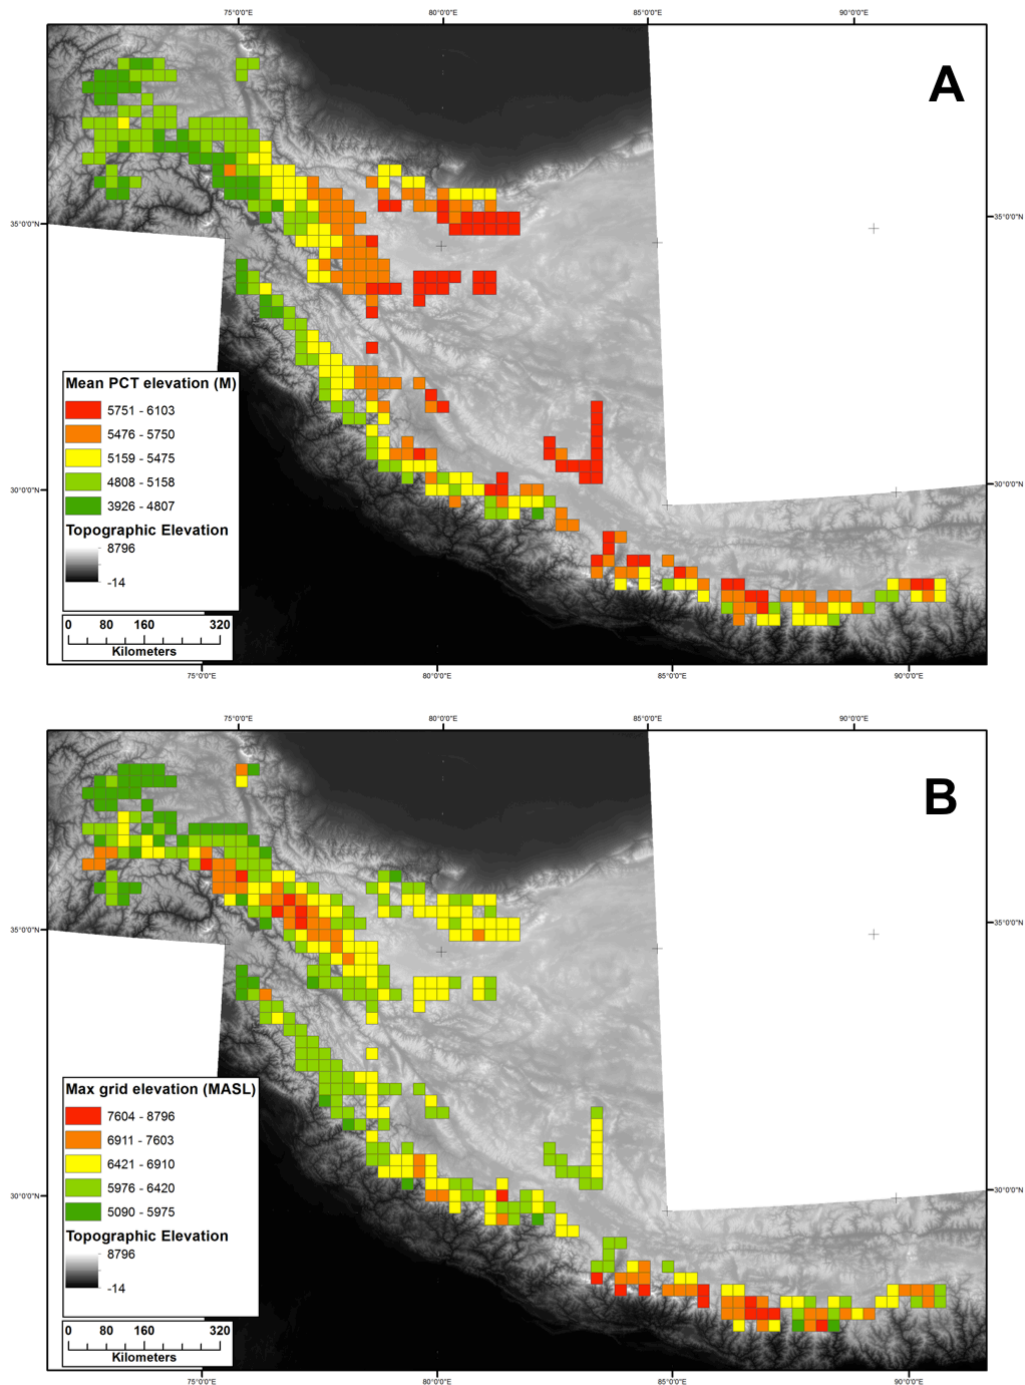 75°0'0"E 80°0'0"E 85°0'0"E 90°0'0"E
A
35°0'0"N 35°0'0"N
Mean PCT elevation (M)
5751 - 6103
5476 - 5750
5159 - 5475
4808 - 5158
3926 - 4807
30°0'0"N 30°0'0"N
Topographic Elevation
8796
-14
0 80 160 320
Kilometers
75°0'0"E 80°0'0"E 85°0'0"E 90°0'0"E
75°0'0"E 80°0'0"E 85°0'0"E 90°0'0"E
B
35°0'0"N 35°0'0"N
Max grid elevation (MASL)
7604 - 8796
6911 - 7603
6421 - 6910
5976 - 6420
5090 - 5975
30°0'0"N 30°0'0"N
Topographic Elevation
8796
-14
0 80 160 320
Kilometers
75°0'0"E 80°0'0"E 85°0'0"E 90°0'0"E